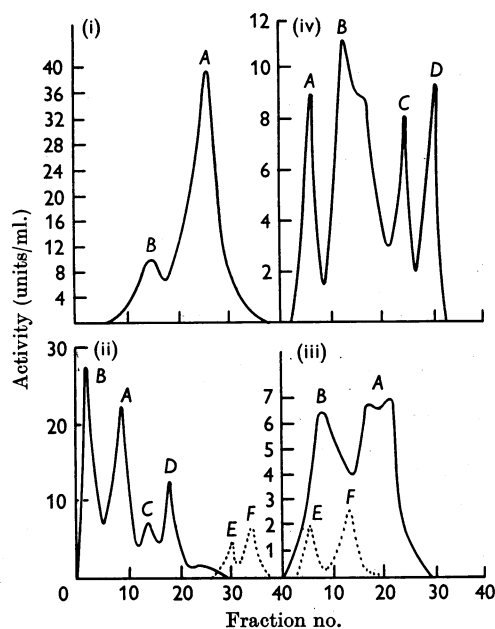 (i)
40
36
32
28
24
20
16
12
8
4
A
B
(iv)
12
10
8
6
4
2
A
B
C
D
Activity (units/ml.)
(ii)
30
20
10
0
B
A
C
D
E
F
10 20 30 40
(iii)
7
6
5
4
3
2
1
B
A
E
F
10 20 30 40
Fraction no.